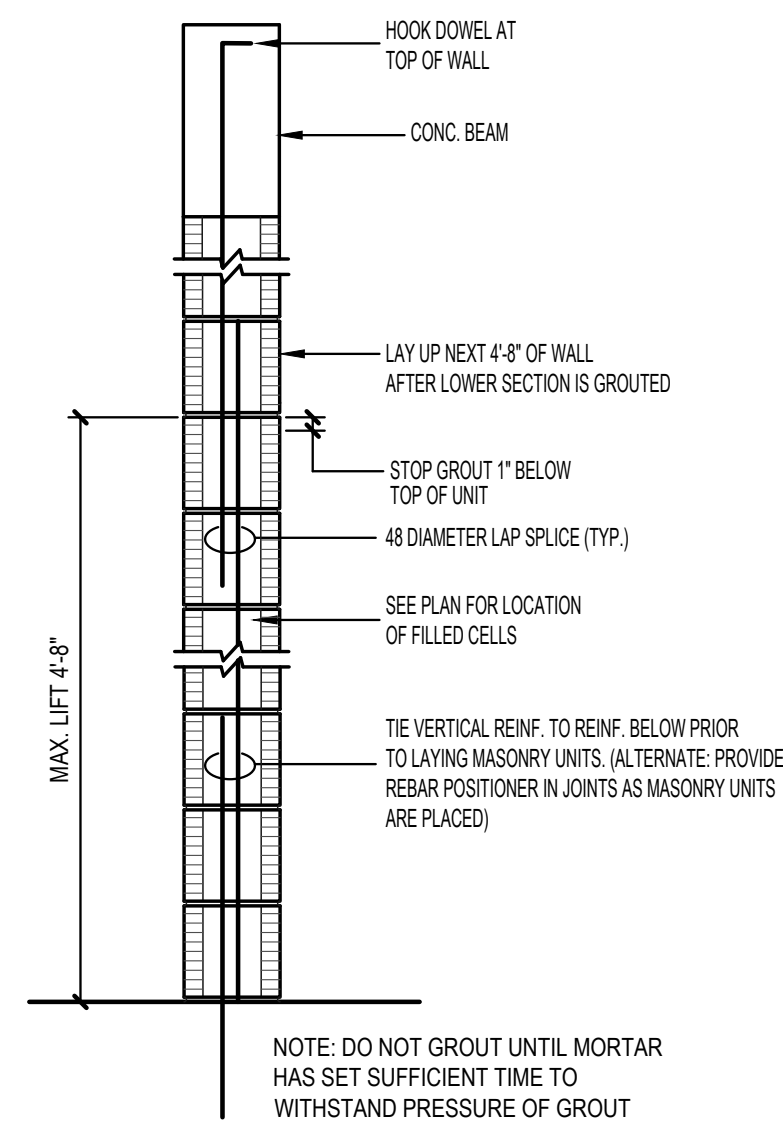 HOOK DOWEL AT
TOP OF WALL
CONC. BEAM
LAY UP NEXT 4'-8" OF WALL
AFTER LOWER SECTION IS GROUTED
STOP GROUT 1" BELOW
TOP OF UNIT
48 DIAMETER LAP SPLICE (TYP.)
SEE PLAN FOR LOCATION
OF FILLED CELLS
MAX. LIFT 4'-8"
TIE VERTICAL REINF. TO REINF. BELOW PRIOR
TO LAYING MASONRY UNITS. (ALTERNATE: PROVIDE
REBAR POSITIONER IN JOINTS AS MASONRY UNITS
ARE PLACED)
NOTE: DO NOT GROUT UNTIL MORTAR
HAS SET SUFFICIENT TIME TO
WITHSTAND PRESSURE OF GROUT